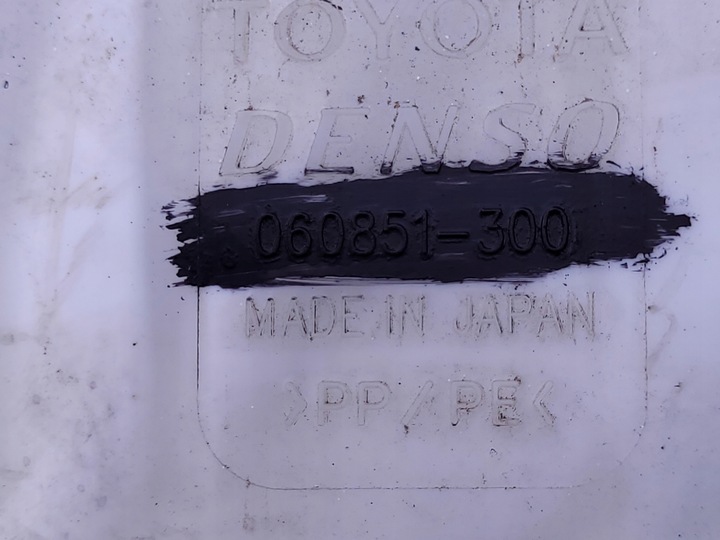 TOYOTA
DENSO
060851-300
MADE IN JAPAN
>PP/PE<